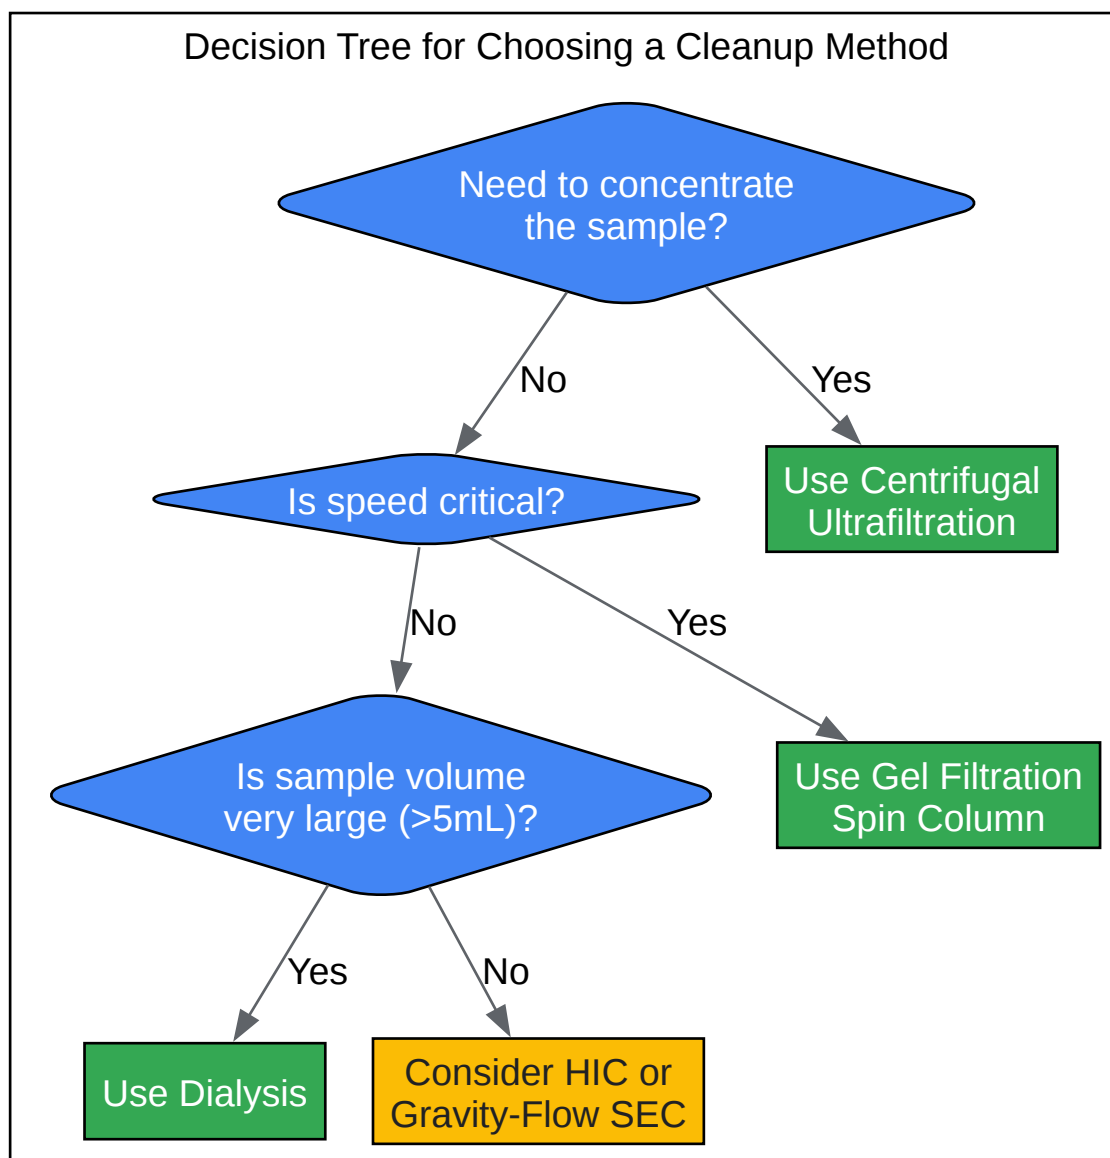 Decision Tree for Choosing a Cleanup Method
Need to concentrate
the sample?
No
Yes
Use Centrifugal
Ultrafiltration
Is speed critical?
No
Yes
Use Gel Filtration
Spin Column
Is sample volume
very large (>5mL)?
Yes
No
Use Dialysis
Consider HIC or
Gravity-Flow SEC